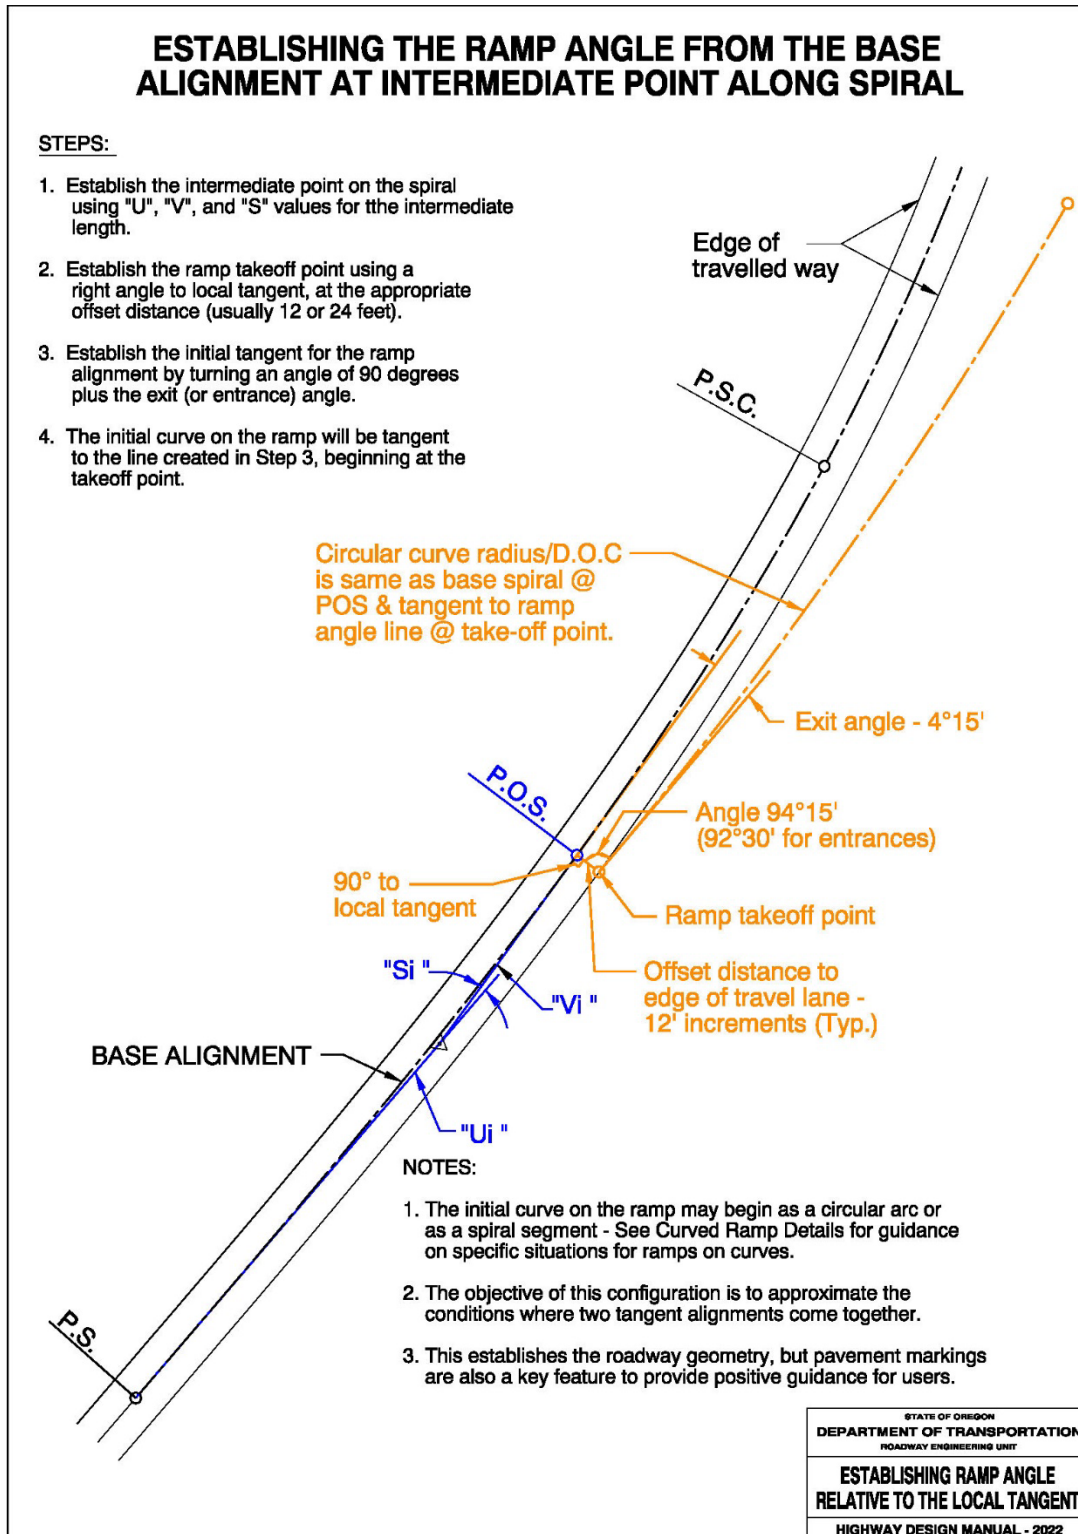 ESTABLISHING THE RAMP ANGLE FROM THE BASE
ALIGNMENT AT INTERMEDIATE POINT ALONG SPIRAL
STEPS:
1. Establish the intermediate point on the spiral
using "U", "V", and "S" values for tthe intermediate
length.
2. Establish the ramp takeoff point using a
right angle to local tangent, at the appropriate
offset distance (usually 12 or 24 feet).
3. Establish the initial tangent for the ramp
alignment by turning an angle of 90 degrees
plus the exit (or entrance) angle.
4. The initial curve on the ramp will be tangent
to the line created in Step 3, beginning at the
takeoff point.
Edge of
travelled way
P.S.C.
Circular curve radius/D.O.C
is same as base spiral @
POS & tangent to ramp
angle line @ take-off point.
Exit angle - 4°15'
P.O.S.
Angle 94°15'
(92°30' for entrances)
90° to
local tangent
Ramp takeoff point
"Si "
"Vi "
Offset distance to
edge of travel lane -
12' increments (Typ.)
BASE ALIGNMENT
"Ui "
P.S.
NOTES:
1. The initial curve on the ramp may begin as a circular arc or
as a spiral segment - See Curved Ramp Details for guidance
on specific situations for ramps on curves.
2. The objective of this configuration is to approximate the
conditions where two tangent alignments come together.
3. This establishes the roadway geometry, but pavement markings
are also a key feature to provide positive guidance for users.
STATE OF OREGON
DEPARTMENT OF TRANSPORTATION
ROADWAY ENGINEERING UNIT
ESTABLISHING RAMP ANGLE
RELATIVE TO THE LOCAL TANGENT
HIGHWAY DESIGN MANUAL - 2022